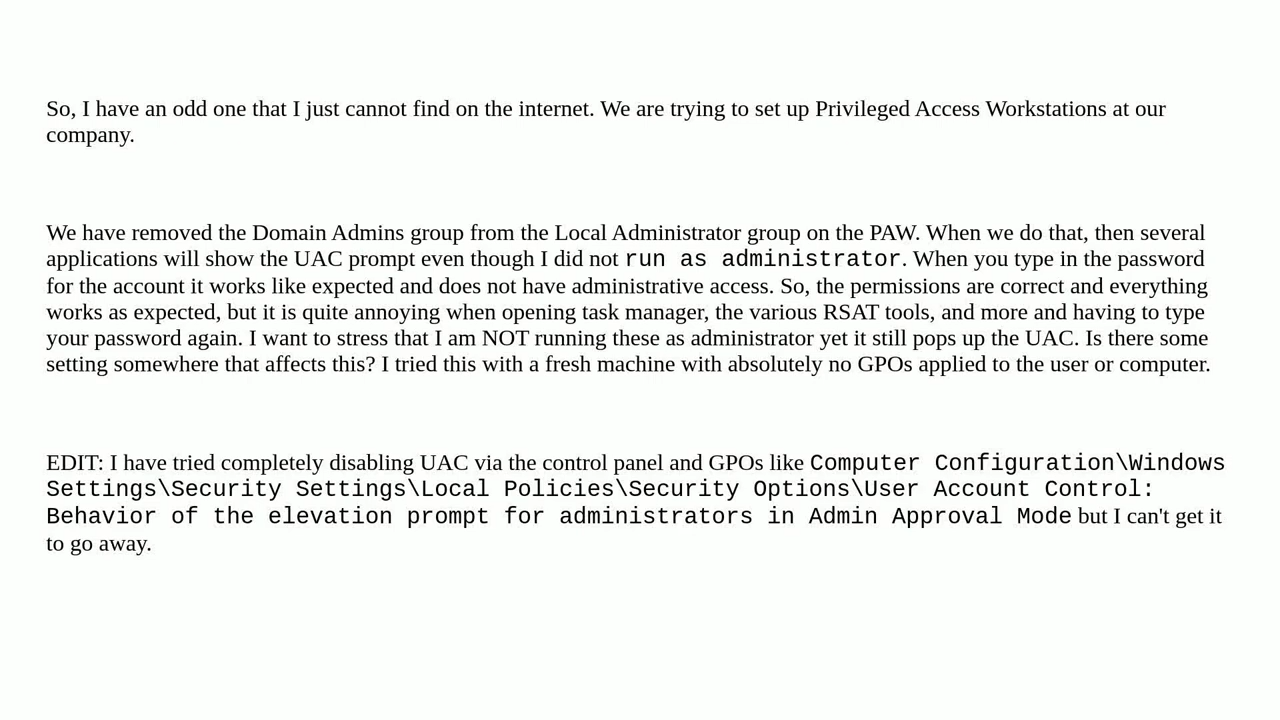 So, I have an odd one that I just cannot find on the internet. We are trying to set up Privileged Access Workstations at our
company.
We have removed the Domain Admins group from the Local Administrator group on the PAW. When we do that, then several
applications will show the UAC prompt even though I did not run as administrator. When you type in the password
for the account it works like expected and does not have administrative access. So, the permissions are correct and everything
works as expected, but it is quite annoying when opening task manager, the various RSAT tools, and more and having to type
your password again. I want to stress that I am NOT running these as administrator yet it still pops up the UAC. Is there some
setting somewhere that affects this? I tried this with a fresh machine with absolutely no GPOs applied to the user or computer.
EDIT: I have tried completely disabling UAC via the control panel and GPOs like Computer Configuration\Windows
Settings\Security Settings\Local Policies\Security Options\User Account Control:
Behavior of the elevation prompt for administrators in Admin Approval Mode but I can't get it
to go away.